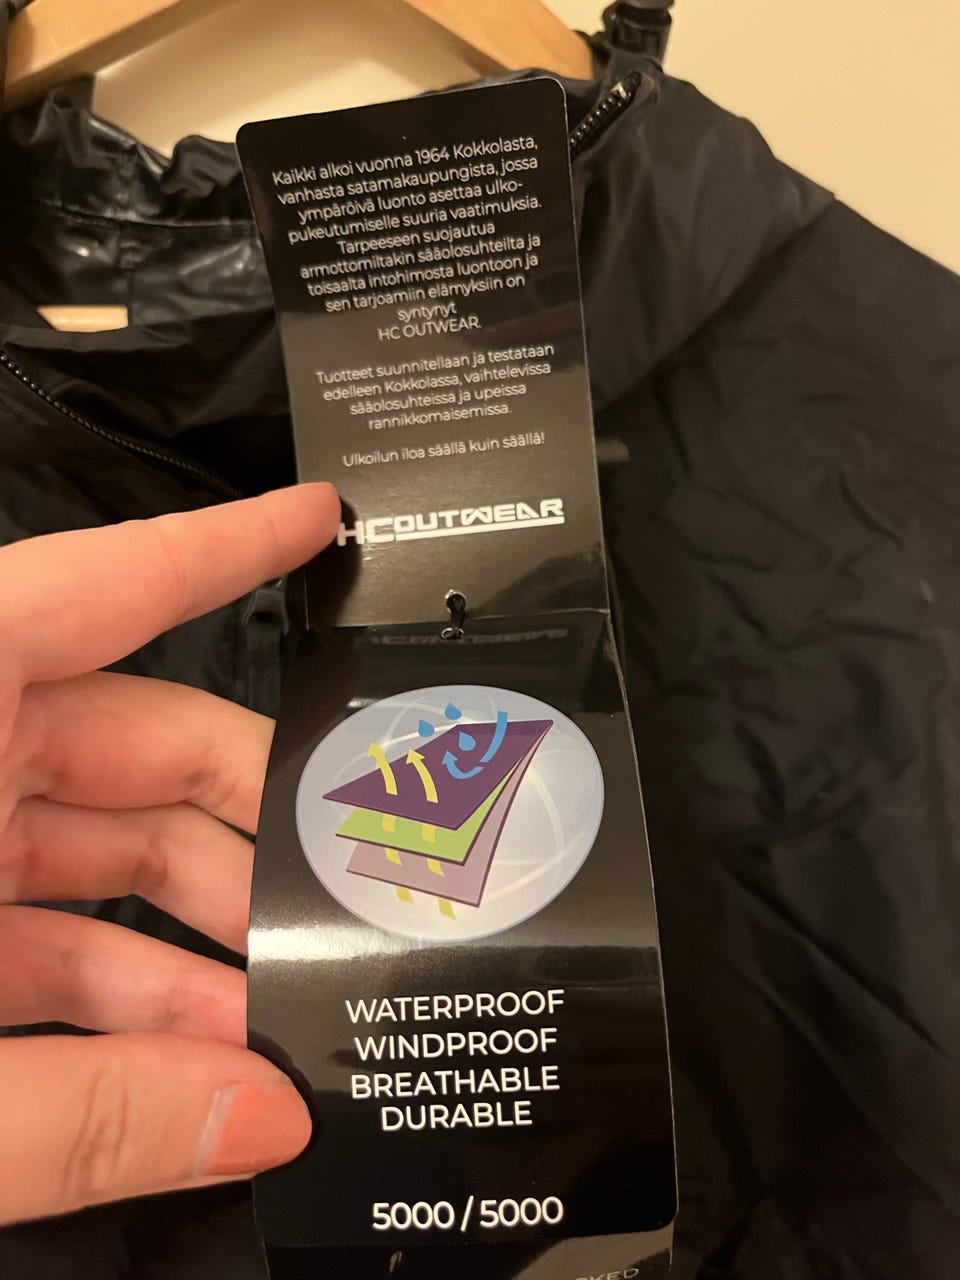 Kaikki alkoi vuonna 1964 Kokkolasta,
vanhasta satamakaupungista, jossa
ympäröivä luonto asettaa ulko-
pukeutumiselle suuria vaatimuksia.
Tarpeeseen suojautua
armottomiltakin sääolosuhteilta ja
toisaalta intohimosta luontoon ja
sen tarjoamiin elämyksiin on
syntynyt
HC OUTWEAR.
Tuotteet suunnitellaan ja testataan
edelleen Kokkolassa, vaihtelevissa
sääolosuhteissa ja upeissa
rannikkomaisemissa.
Ulkoilun iloa säällä kuin säällä!
HCOUTWEAR
WATERPROOF
WINDPROOF
BREATHABLE
DURABLE
5000 / 5000